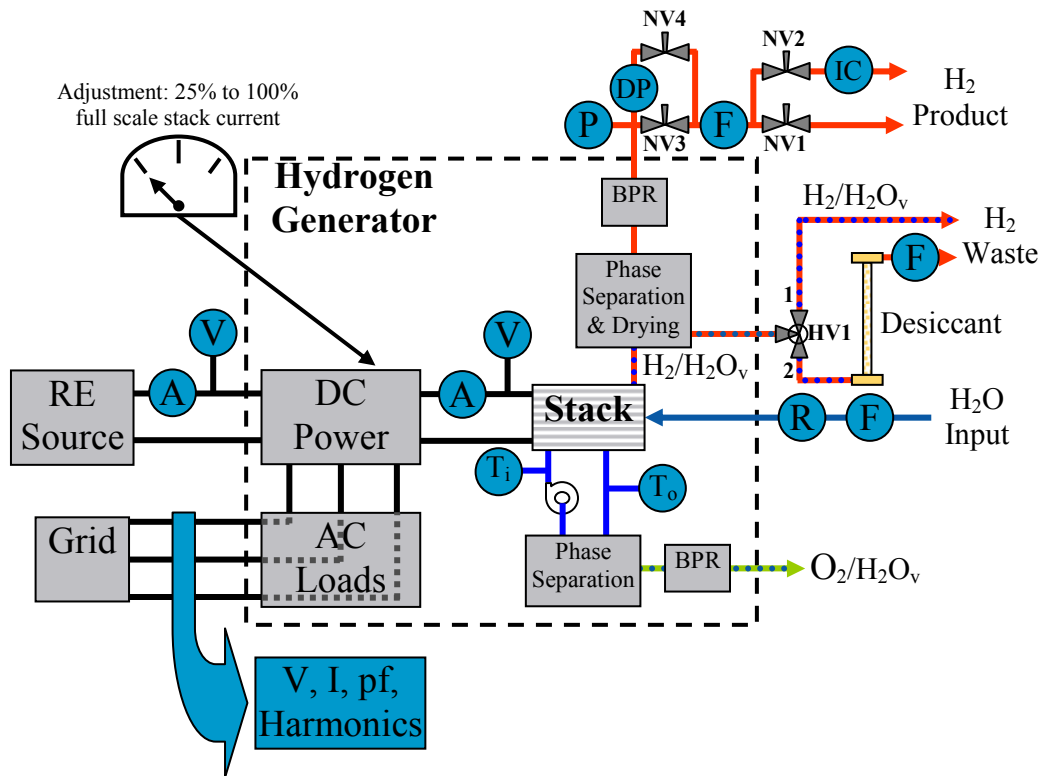 NV4
NV2
Adjustment: 25% to 100%
full scale stack current
DP
IC
H2
Product
P
F
NV3
NV1
Hydrogen
Generator
BPR
H2/H2Ov
H2
Waste
F
Phase
Separation
& Drying
1
HV1
Desiccant
2
V
V
H2/H2Ov
RE
Source
A
DC
Power
A
Stack
R
F
H2O
Input
Ti
To
Grid
AC
Loads
Phase
Separation
BPR
O2/H2Ov
V, I, pf,
Harmonics